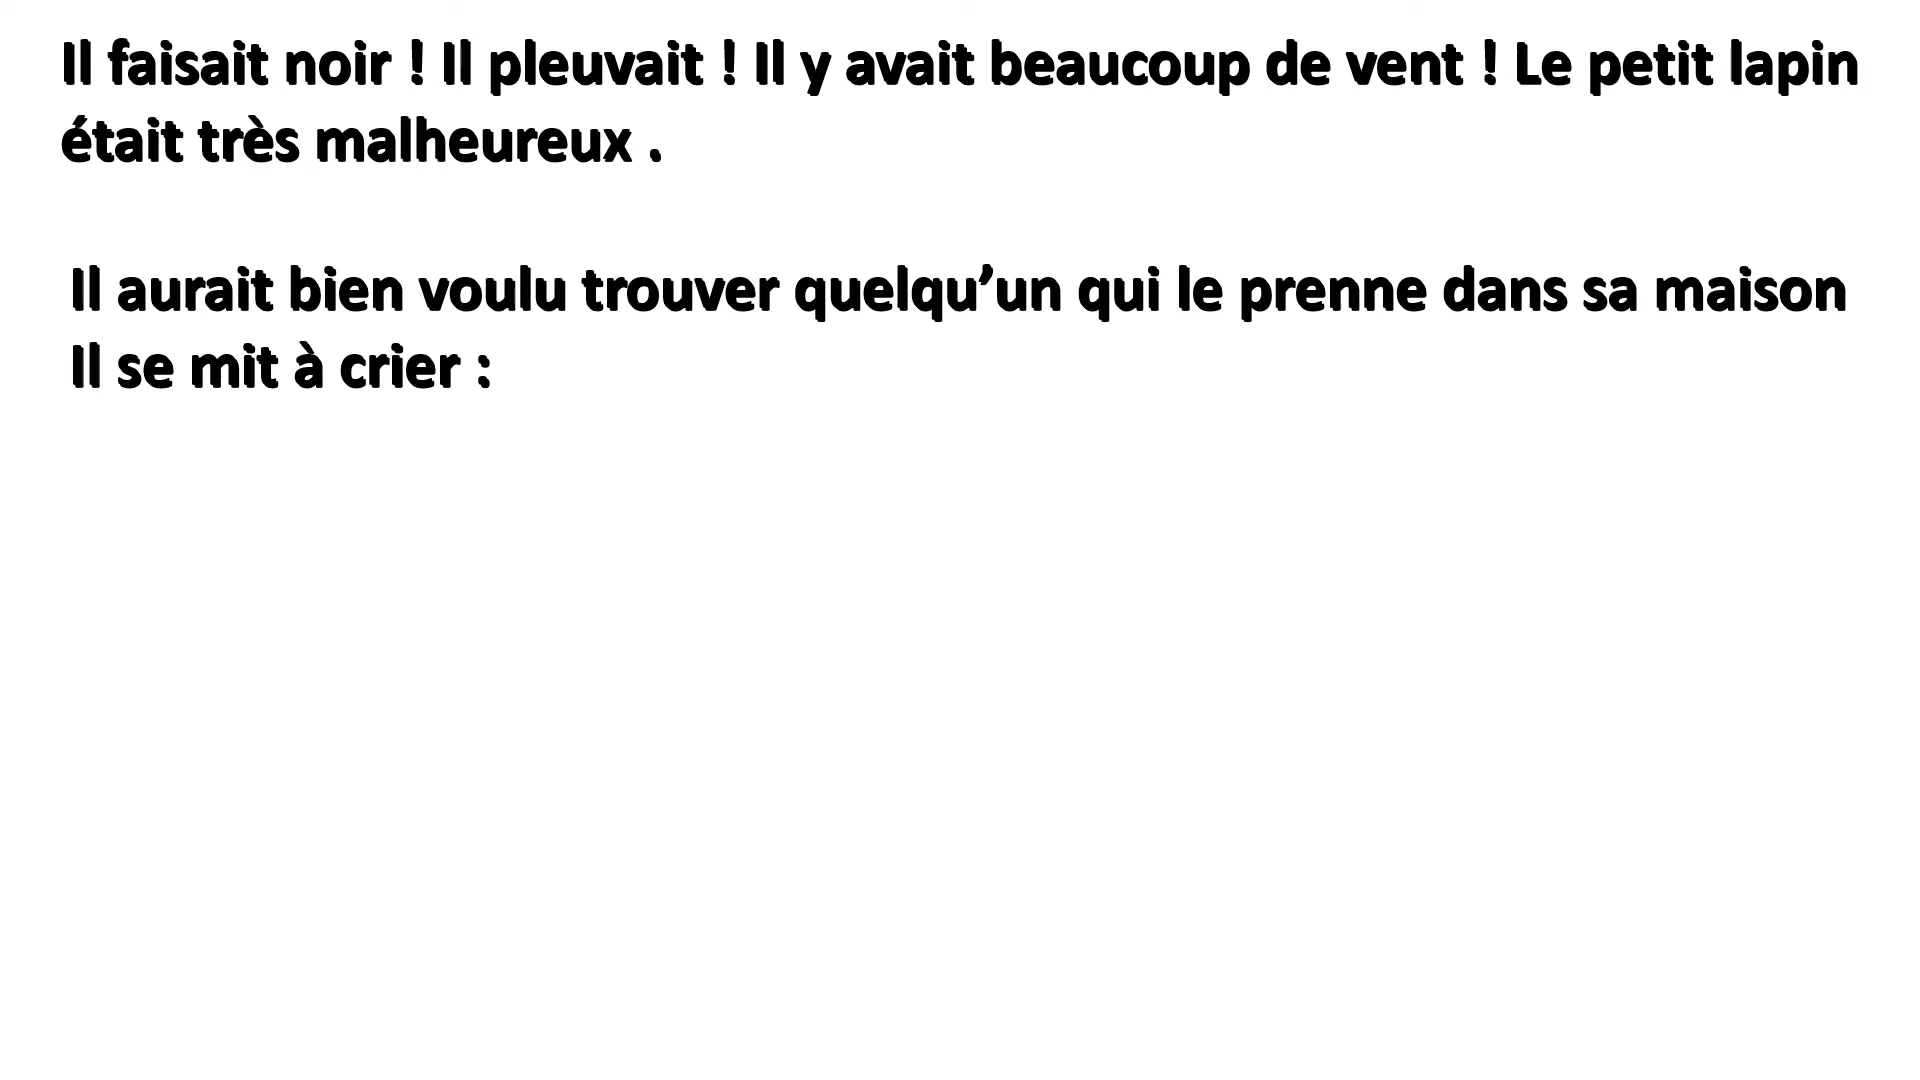 Il faisait noir ! Il pleuvait ! Il y avait beaucoup de vent ! Le petit lapin
était très malheureux .
Il aurait bien voulu trouver quelqu’un qui le prenne dans sa maison
Il se mit à crier :